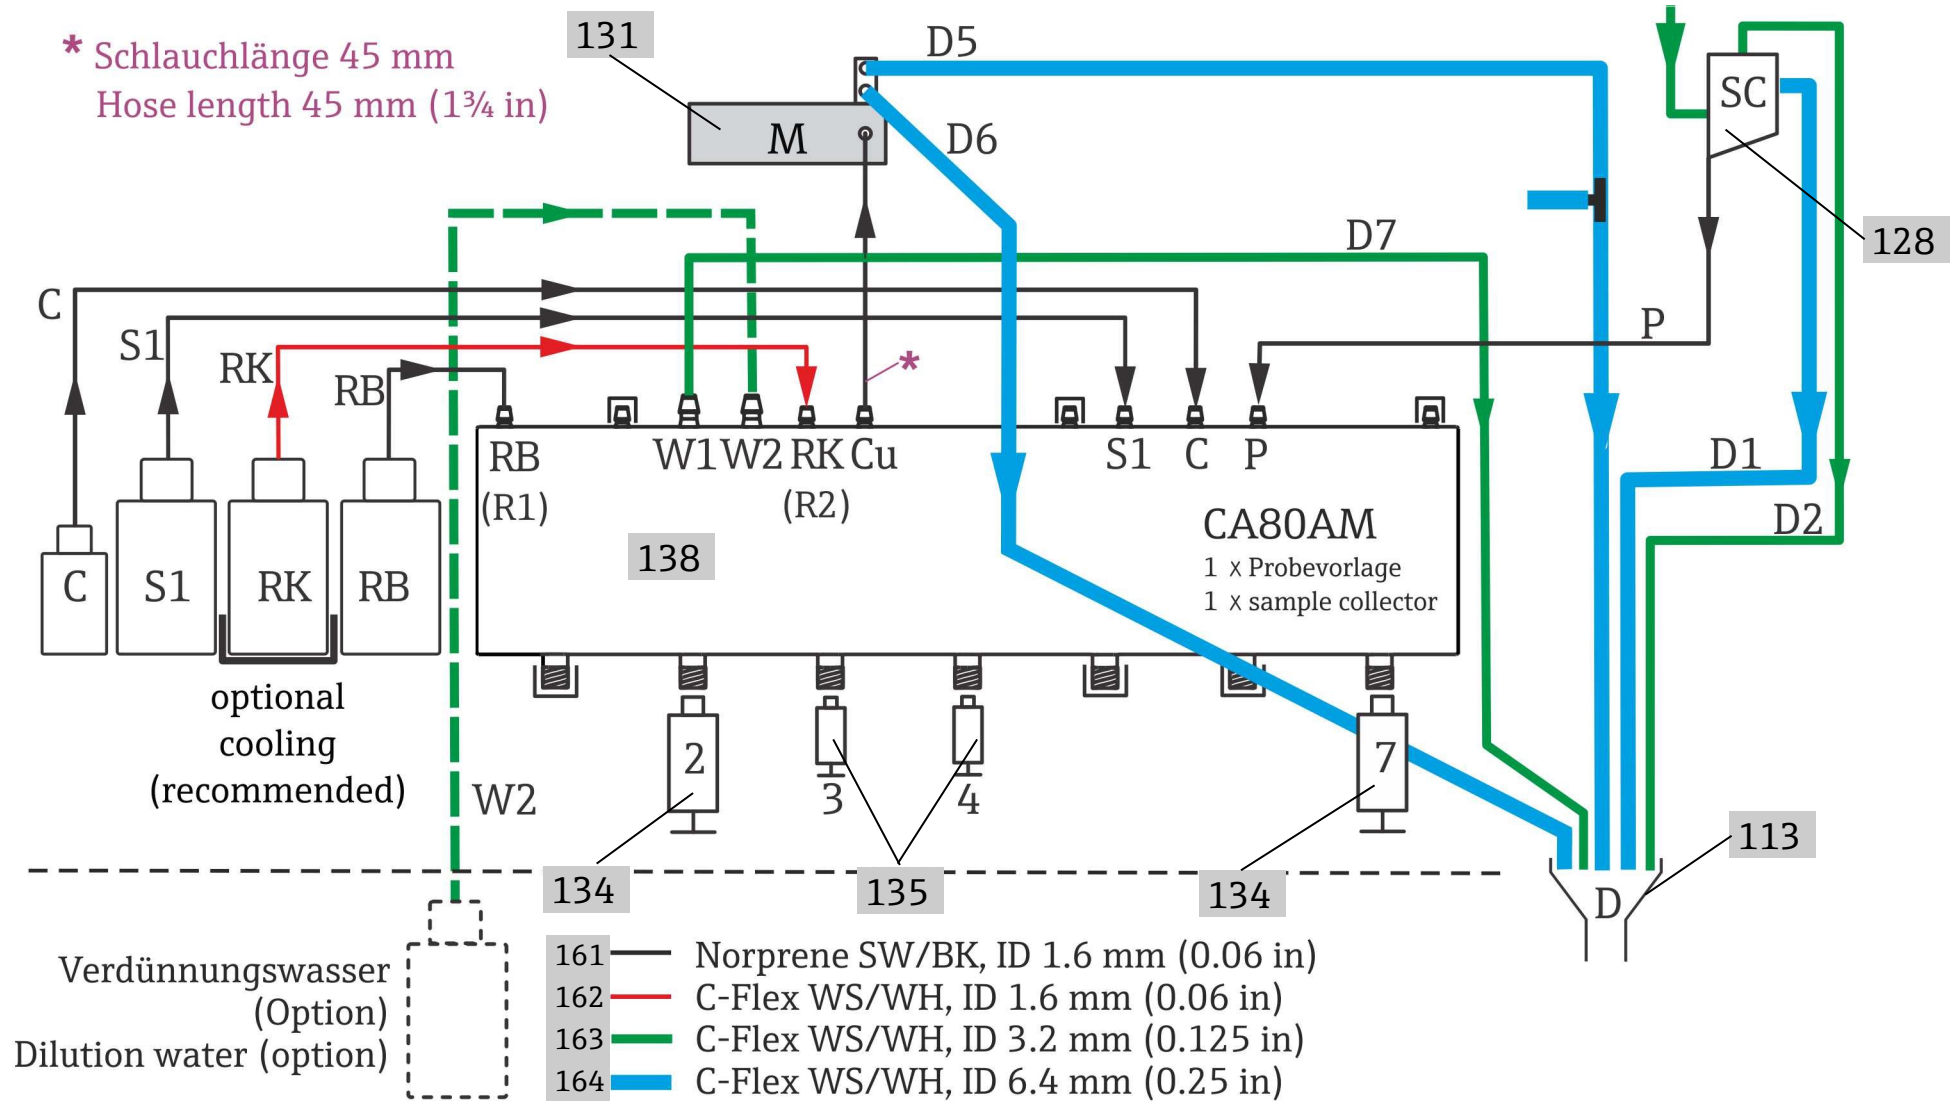 * Schlauchlänge 45 mm
Hose length 45 mm (1¾ in)
131
D5
SC
M
D6
128
D7
C
S1
RK
RB
*
P
RB
(R1)
W1 W2 RK Cu
(R2)
S1 C P
D1
D2
CA80AM
1 x Probevorlage
1 x sample collector
138
C
S1
RK
RB
optional
cooling
(recommended)
W2
2
3
4
7
113
134
135
134
D
Verdünnungswasser
(Option)
Dilution water (option)
161 Norprene SW/BK, ID 1.6 mm (0.06 in)
162 C-Flex WS/WH, ID 1.6 mm (0.06 in)
163 C-Flex WS/WH, ID 3.2 mm (0.125 in)
164 C-Flex WS/WH, ID 6.4 mm (0.25 in)